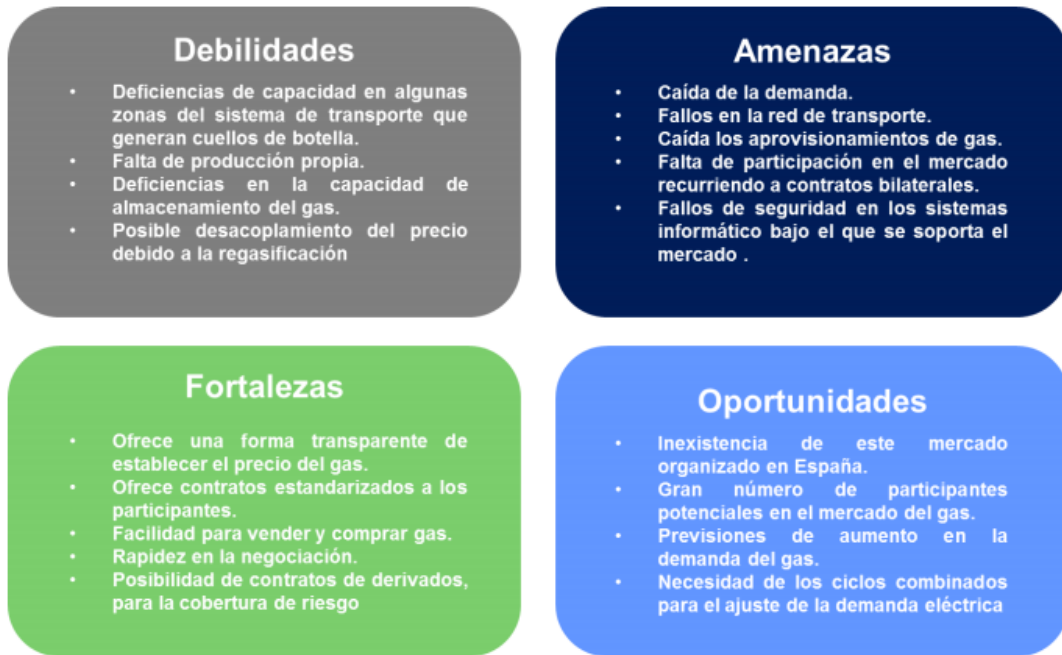 Debilidades
• Deficiencias de capacidad en algunas
zonas del sistema de transporte que
generan cuellos de botella.
• Falta de producción propia.
• Deficiencias en la capacidad de
almacenamiento del gas.
• Posible desacoplamiento del precio
debido a la regasificación
Amenazas
• Caída de la demanda.
• Fallos en la red de transporte.
• Caída los aprovisionamientos de gas.
• Falta de participación en el mercado
recurriendo a contratos bilaterales.
• Fallos de seguridad en los sistemas
informático bajo el que se soporta el
mercado .
Fortalezas
• Ofrece una forma transparente de
establecer el precio del gas.
• Ofrece contratos estandarizados a los
participantes.
• Facilidad para vender y comprar gas.
• Rapidez en la negociación.
• Posibilidad de contratos de derivados,
para la cobertura de riesgo
Oportunidades
• Inexistencia de este mercado
organizado en España.
• Gran número de participantes
potenciales en el mercado del gas.
• Previsiones de aumento en la
demanda del gas.
• Necesidad de los ciclos combinados
para el ajuste de la demanda eléctrica